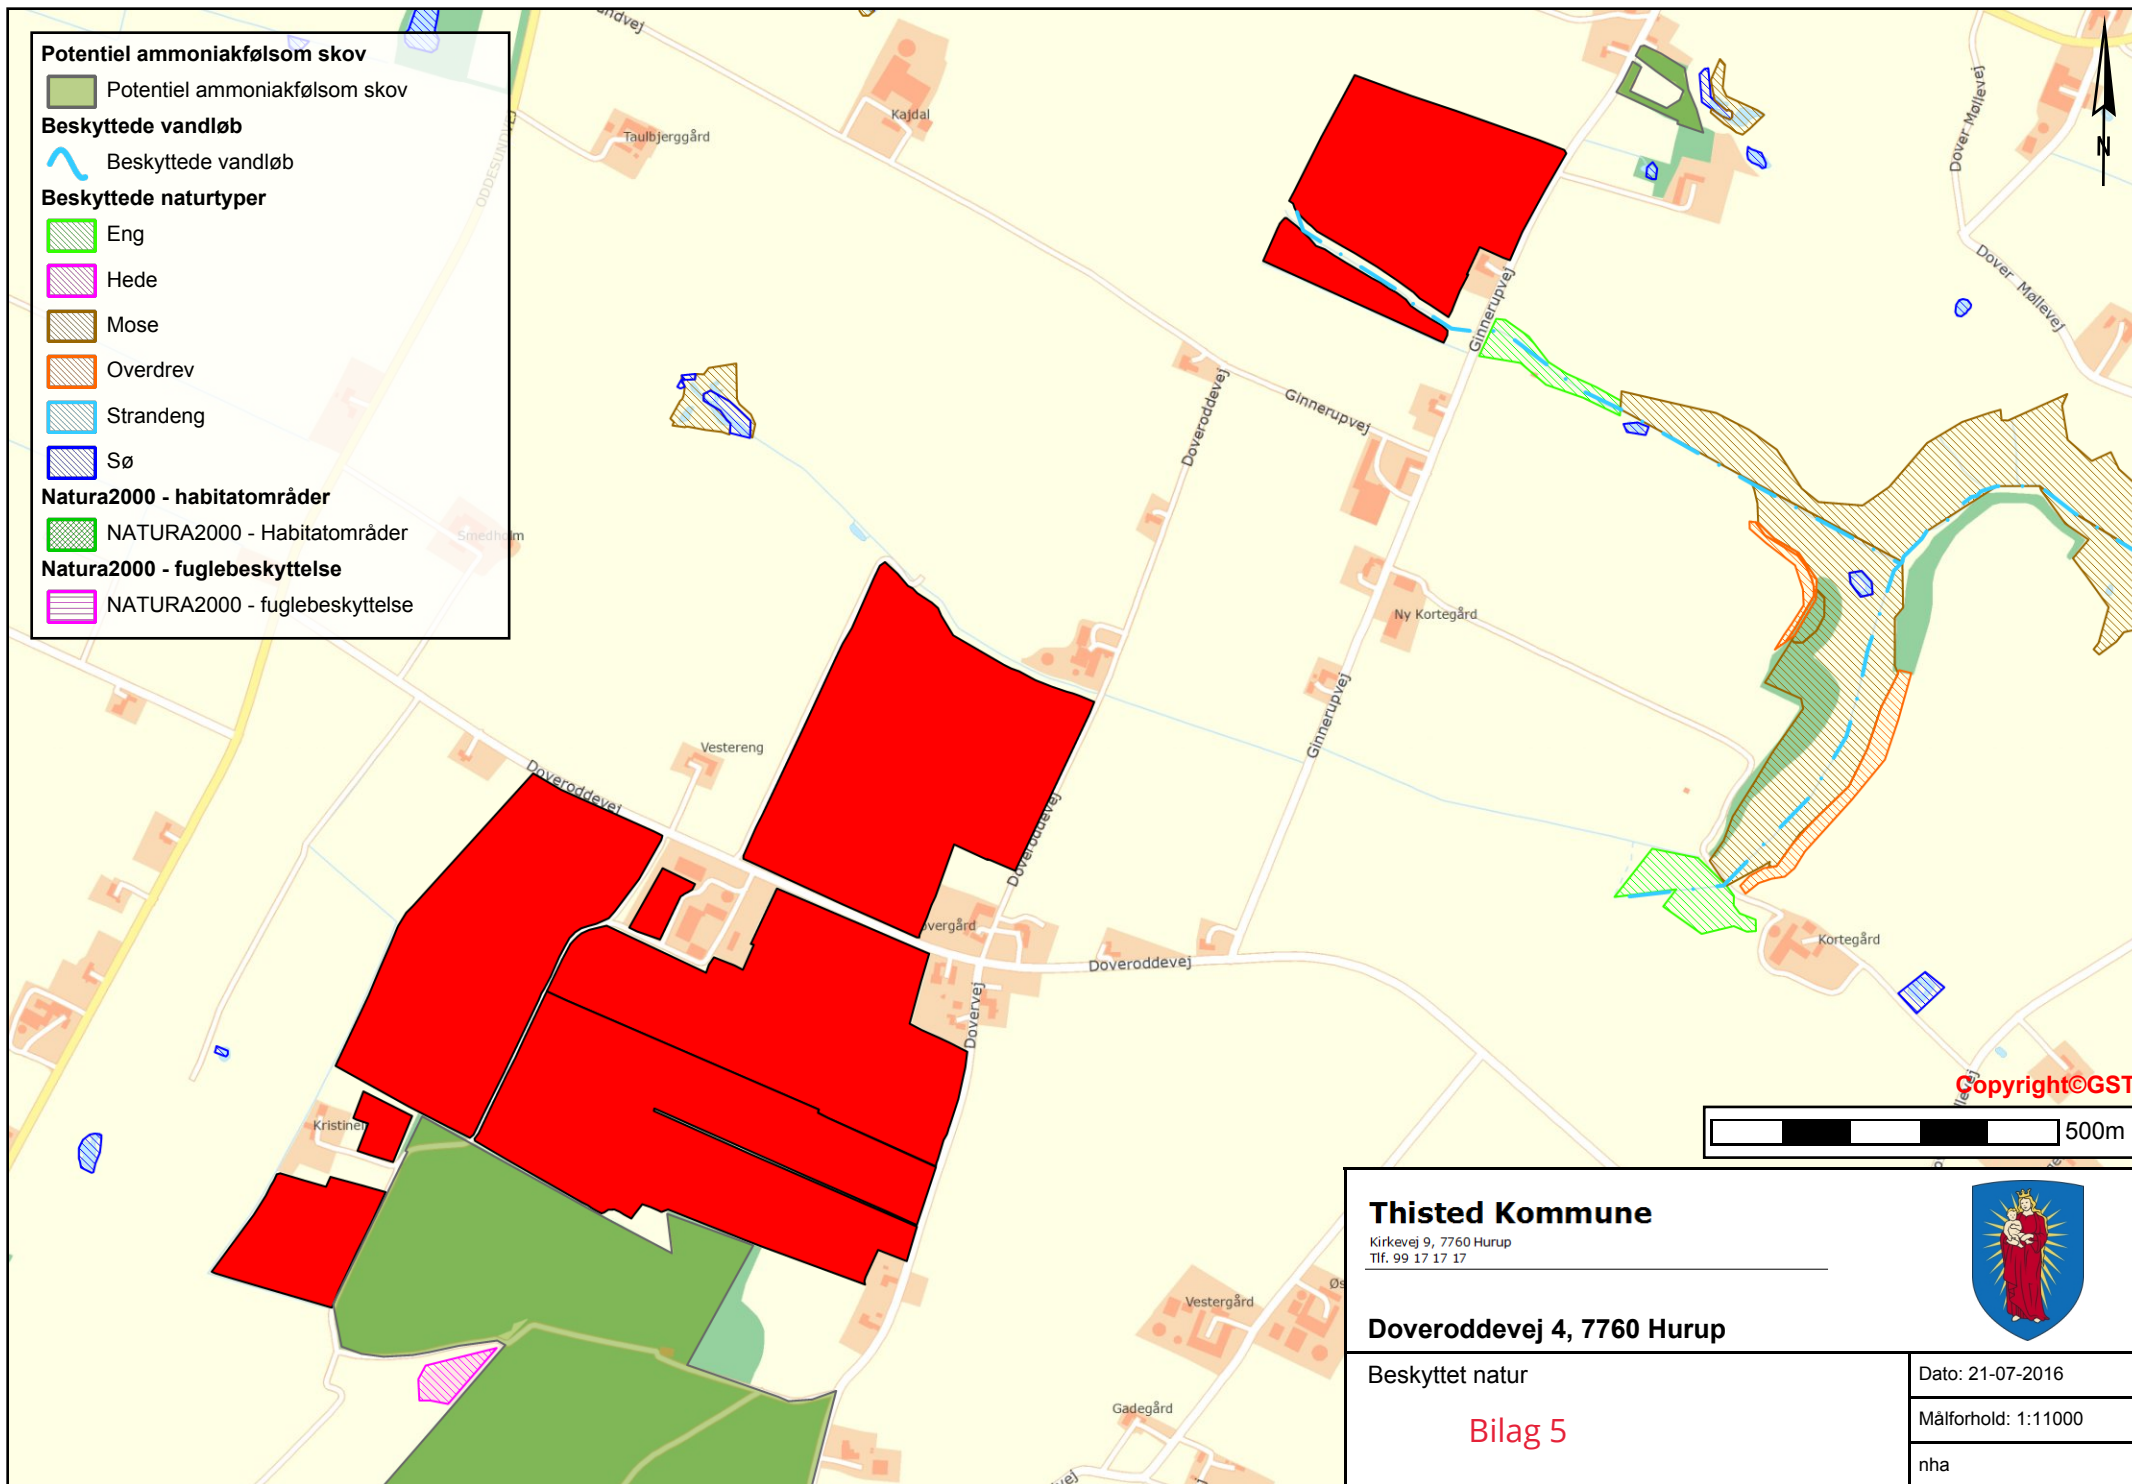 Potentiel ammoniakfølsom skov
Potentiel ammoniakfølsom skov
Beskyttede vandløb
Beskyttede vandløb
Beskyttede naturtyper
Eng
Hede
Mose
Overdrev
Strandeng
Sø
Natura2000 - habitatområder
NATURA2000 - Habitatområder
Natura2000 - fuglebeskyttelse
NATURA2000 - fuglebeskyttelse
Kajdal
Taulbjerggård
Dover Møllevej
N
Dover Møllevej
Ginnerupvej
Ginnerupvej
Doveroddevej
Smedholm
Ny Kortegård
Ginnerupvej
Vestereng
Doveroddevej
Doveroddevej
Doveroddevej
Dovervej
Kortegård
Copyright©GST
500m
Vestergård
Gadegård
Thisted Kommune
Kirkevej 9, 7760 Hurup
Tlf. 99 17 17 17
Doveroddevej 4, 7760 Hurup
Beskyttet natur
Bilag 5
Dato: 21-07-2016
Målforhold: 1:11000
nha